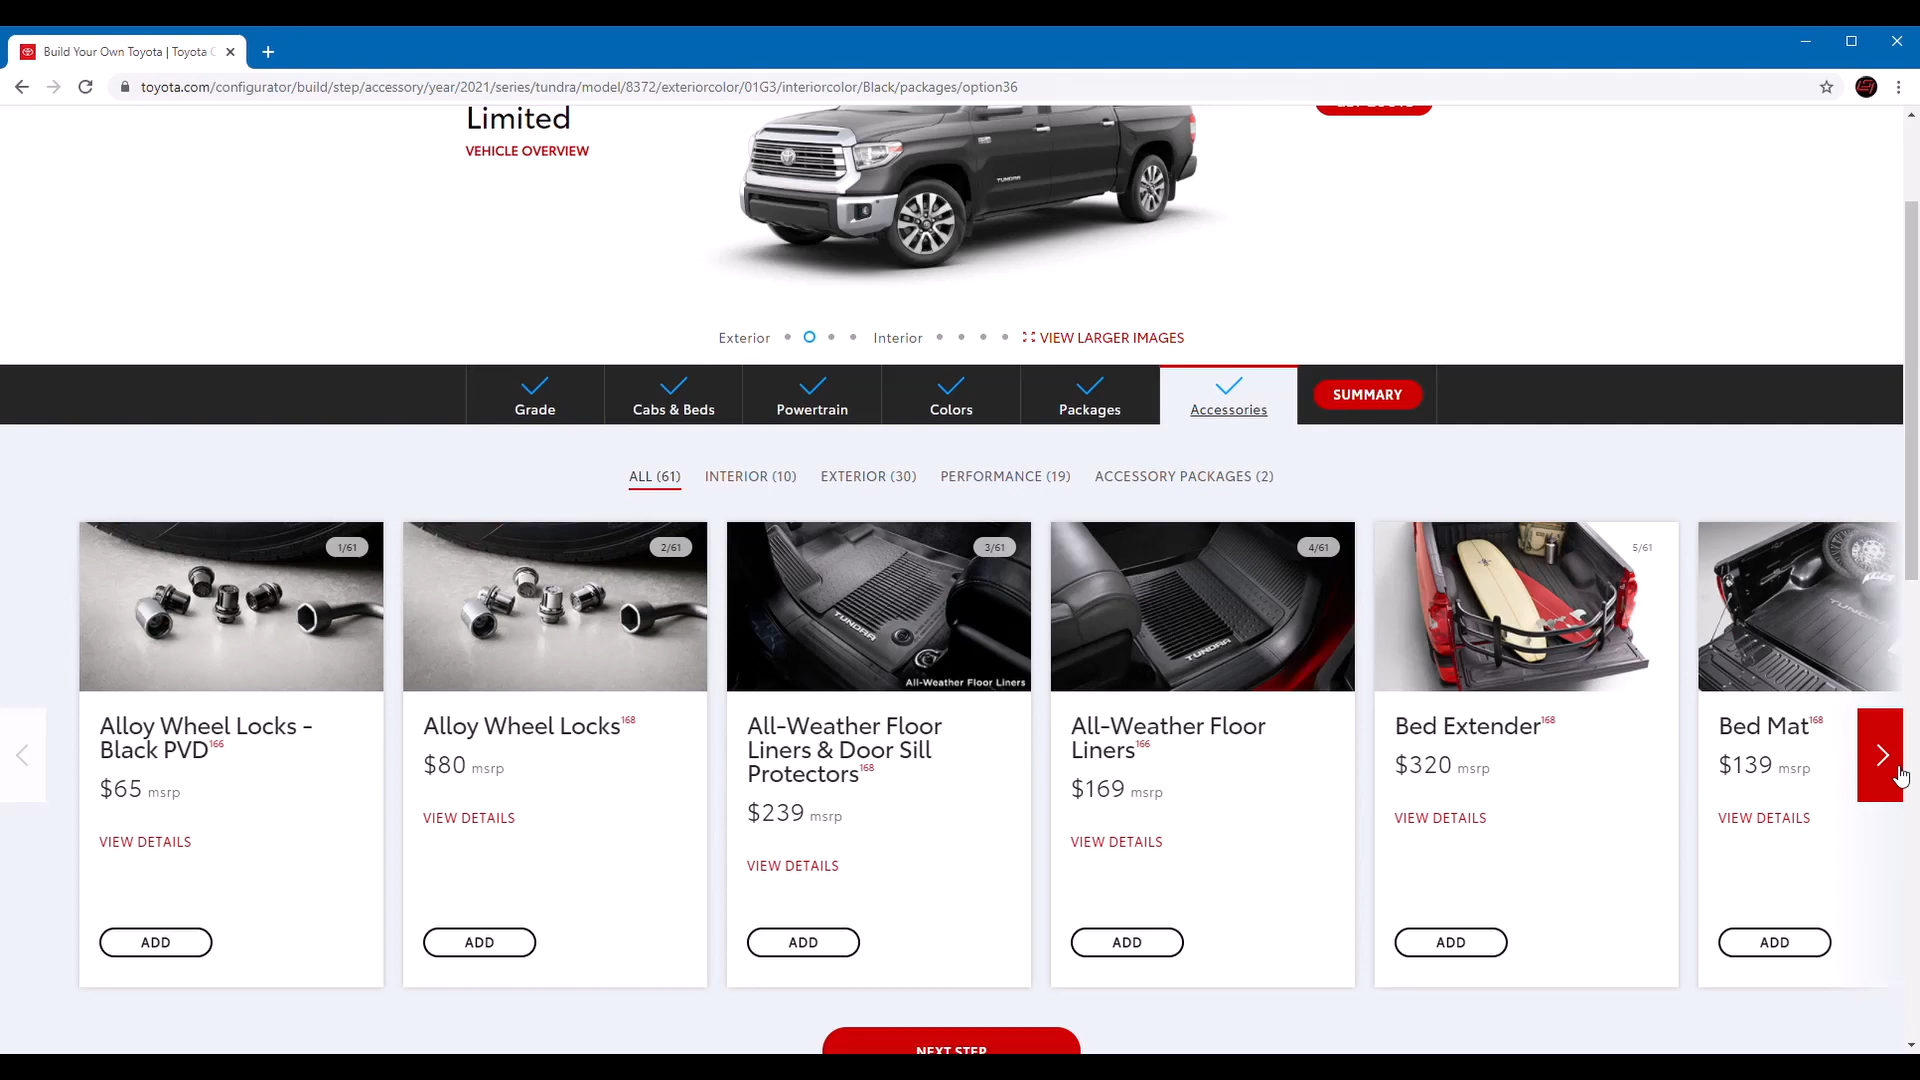 Build Your Own Toyota | Toyota C
toyota.com/configurator/build/step/accessory/year/2021/series/tundra/model/8372/exteriorcolor/01G3/interiorcolor/Black/packages/option36
Limited
VEHICLE OVERVIEW
TUNDRA
Exterior
Interior
VIEW LARGER IMAGES
Grade
Cabs & Beds
Powertrain
Colors
Packages
Accessories
SUMMARY
ALL (61)
INTERIOR (10)
EXTERIOR (30)
PERFORMANCE (19)
ACCESSORY PACKAGES (2)
1/61
Alloy Wheel Locks -
Black PVD166
$65 msrp
VIEW DETAILS
ADD
2/61
Alloy Wheel Locks168
$80 msrp
VIEW DETAILS
ADD
3/61
TUNDRA
All-Weather Floor Liners
All-Weather Floor
Liners & Door Sill
Protectors168
$239 msrp
VIEW DETAILS
ADD
4/61
TUNDRA
All-Weather Floor
Liners166
$169 msrp
VIEW DETAILS
ADD
5/61
Bed Extender168
$320 msrp
VIEW DETAILS
ADD
Bed Mat168
$139 msrp
VIEW DETAILS
ADD
NEXT STEP